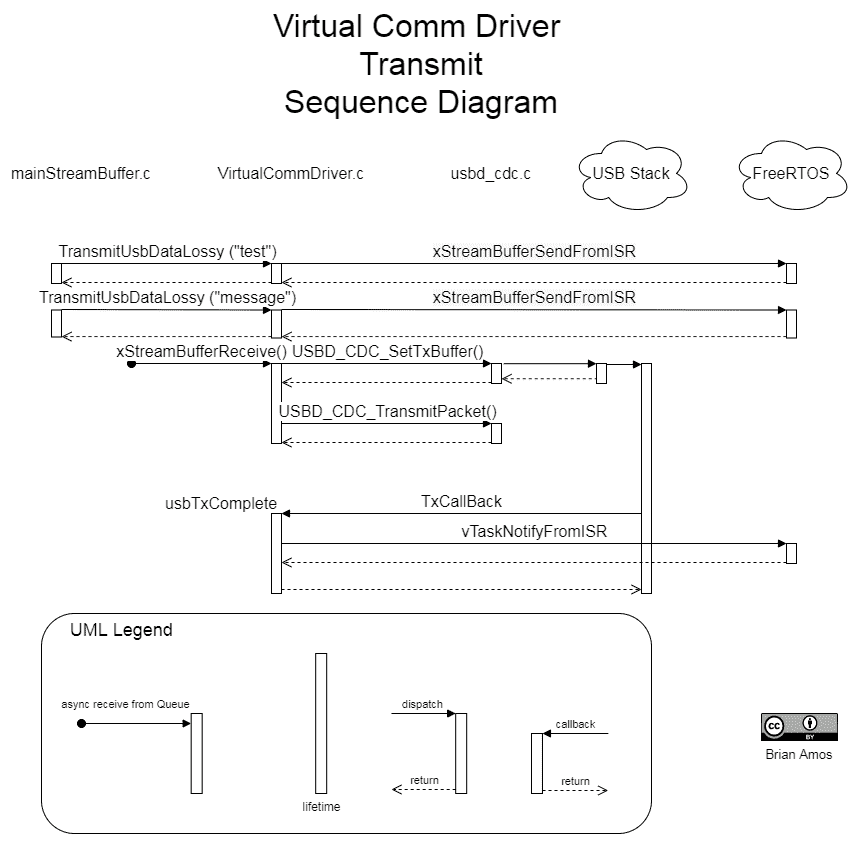 Virtual Comm Driver
Transmit
Sequence Diagram
mainStreamBuffer.c
VirtualCommDriver.c
usbd_cdc.c
USB Stack
FreeRTOS
TransmitUsbDataLossy ("test")
xStreamBufferSendFromISR
TransmitUsbDataLossy ("message")
xStreamBufferSendFromISR
xStreamBufferReceive()
USBD_CDC_SetTxBuffer()
USBD_CDC_TransmitPacket()
usbTxComplete
TxCallBack
vTaskNotifyFromISR
UML Legend
async receive from Queue
lifetime
dispatch
return
callback
return
CC
BY
Brian Amos